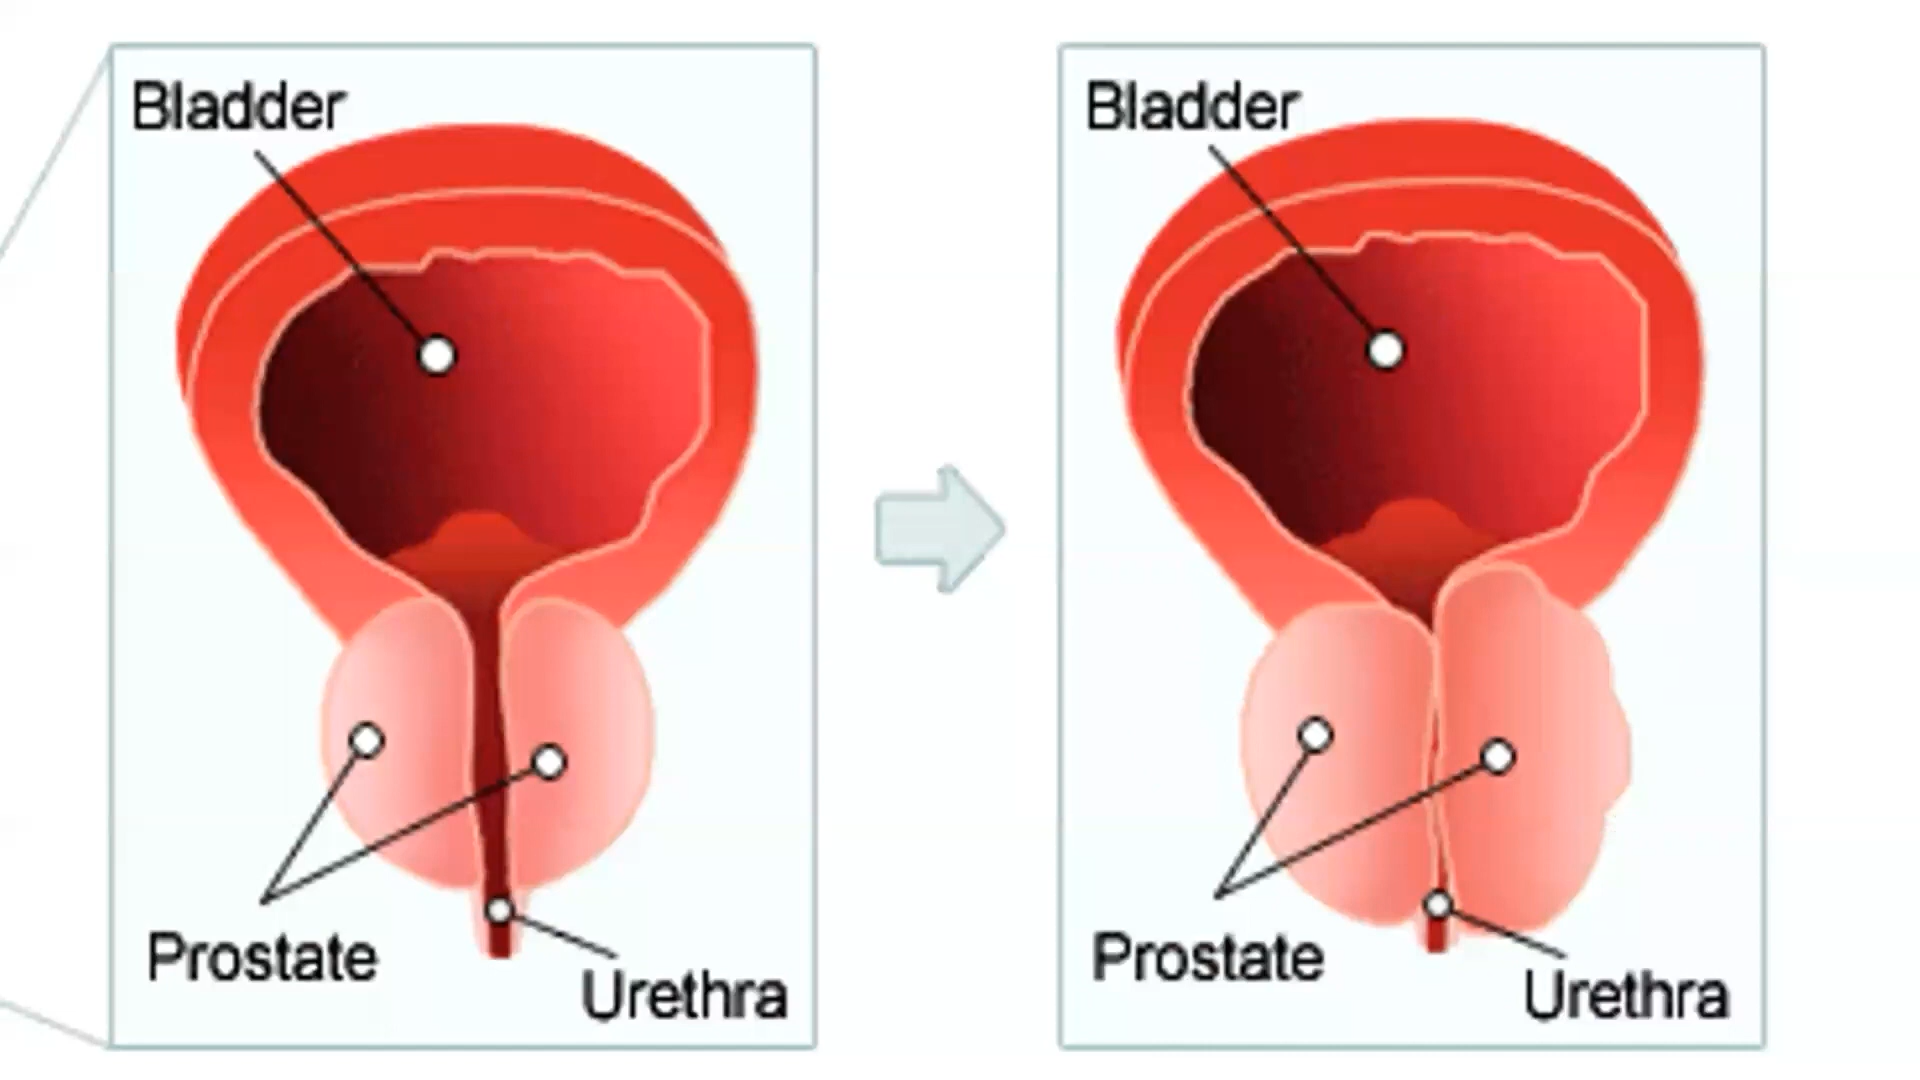 Bladder
Prostate
Urethra
Bladder
Prostate
Urethra